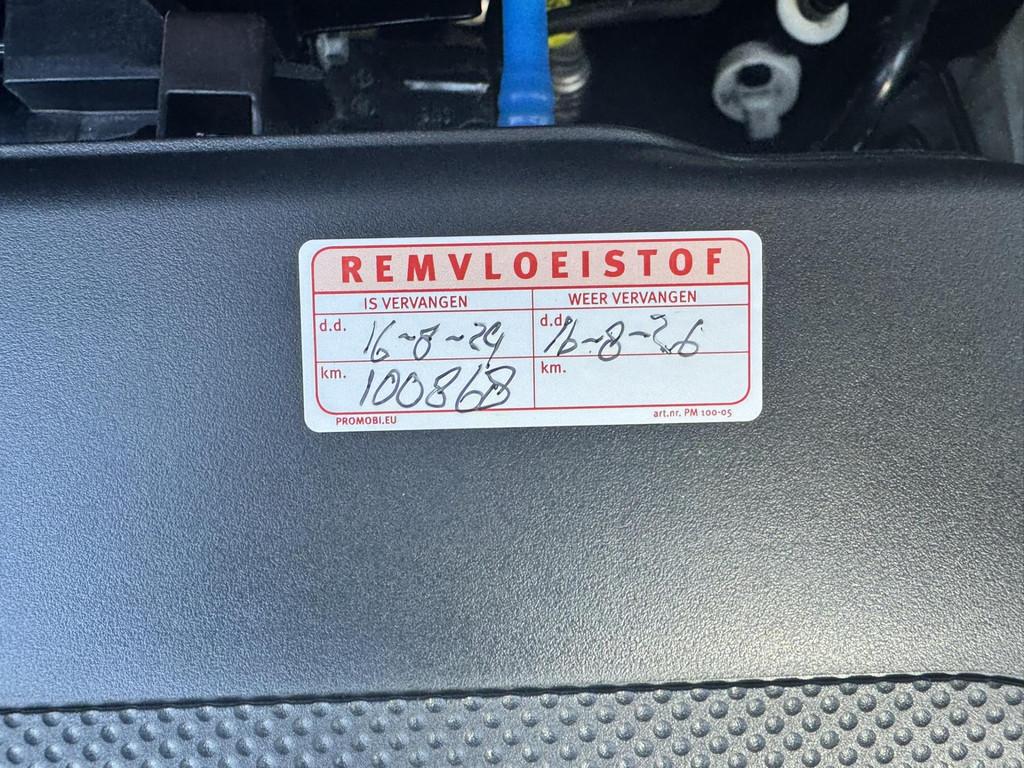 REMVLOEISTOF
IS VERVANGEN WEER VERVANGEN
d.d. 16-8-24 d.d. 16-8-26
km. 100868 km.
PROMOBI.EU art.nr. PM 100-05